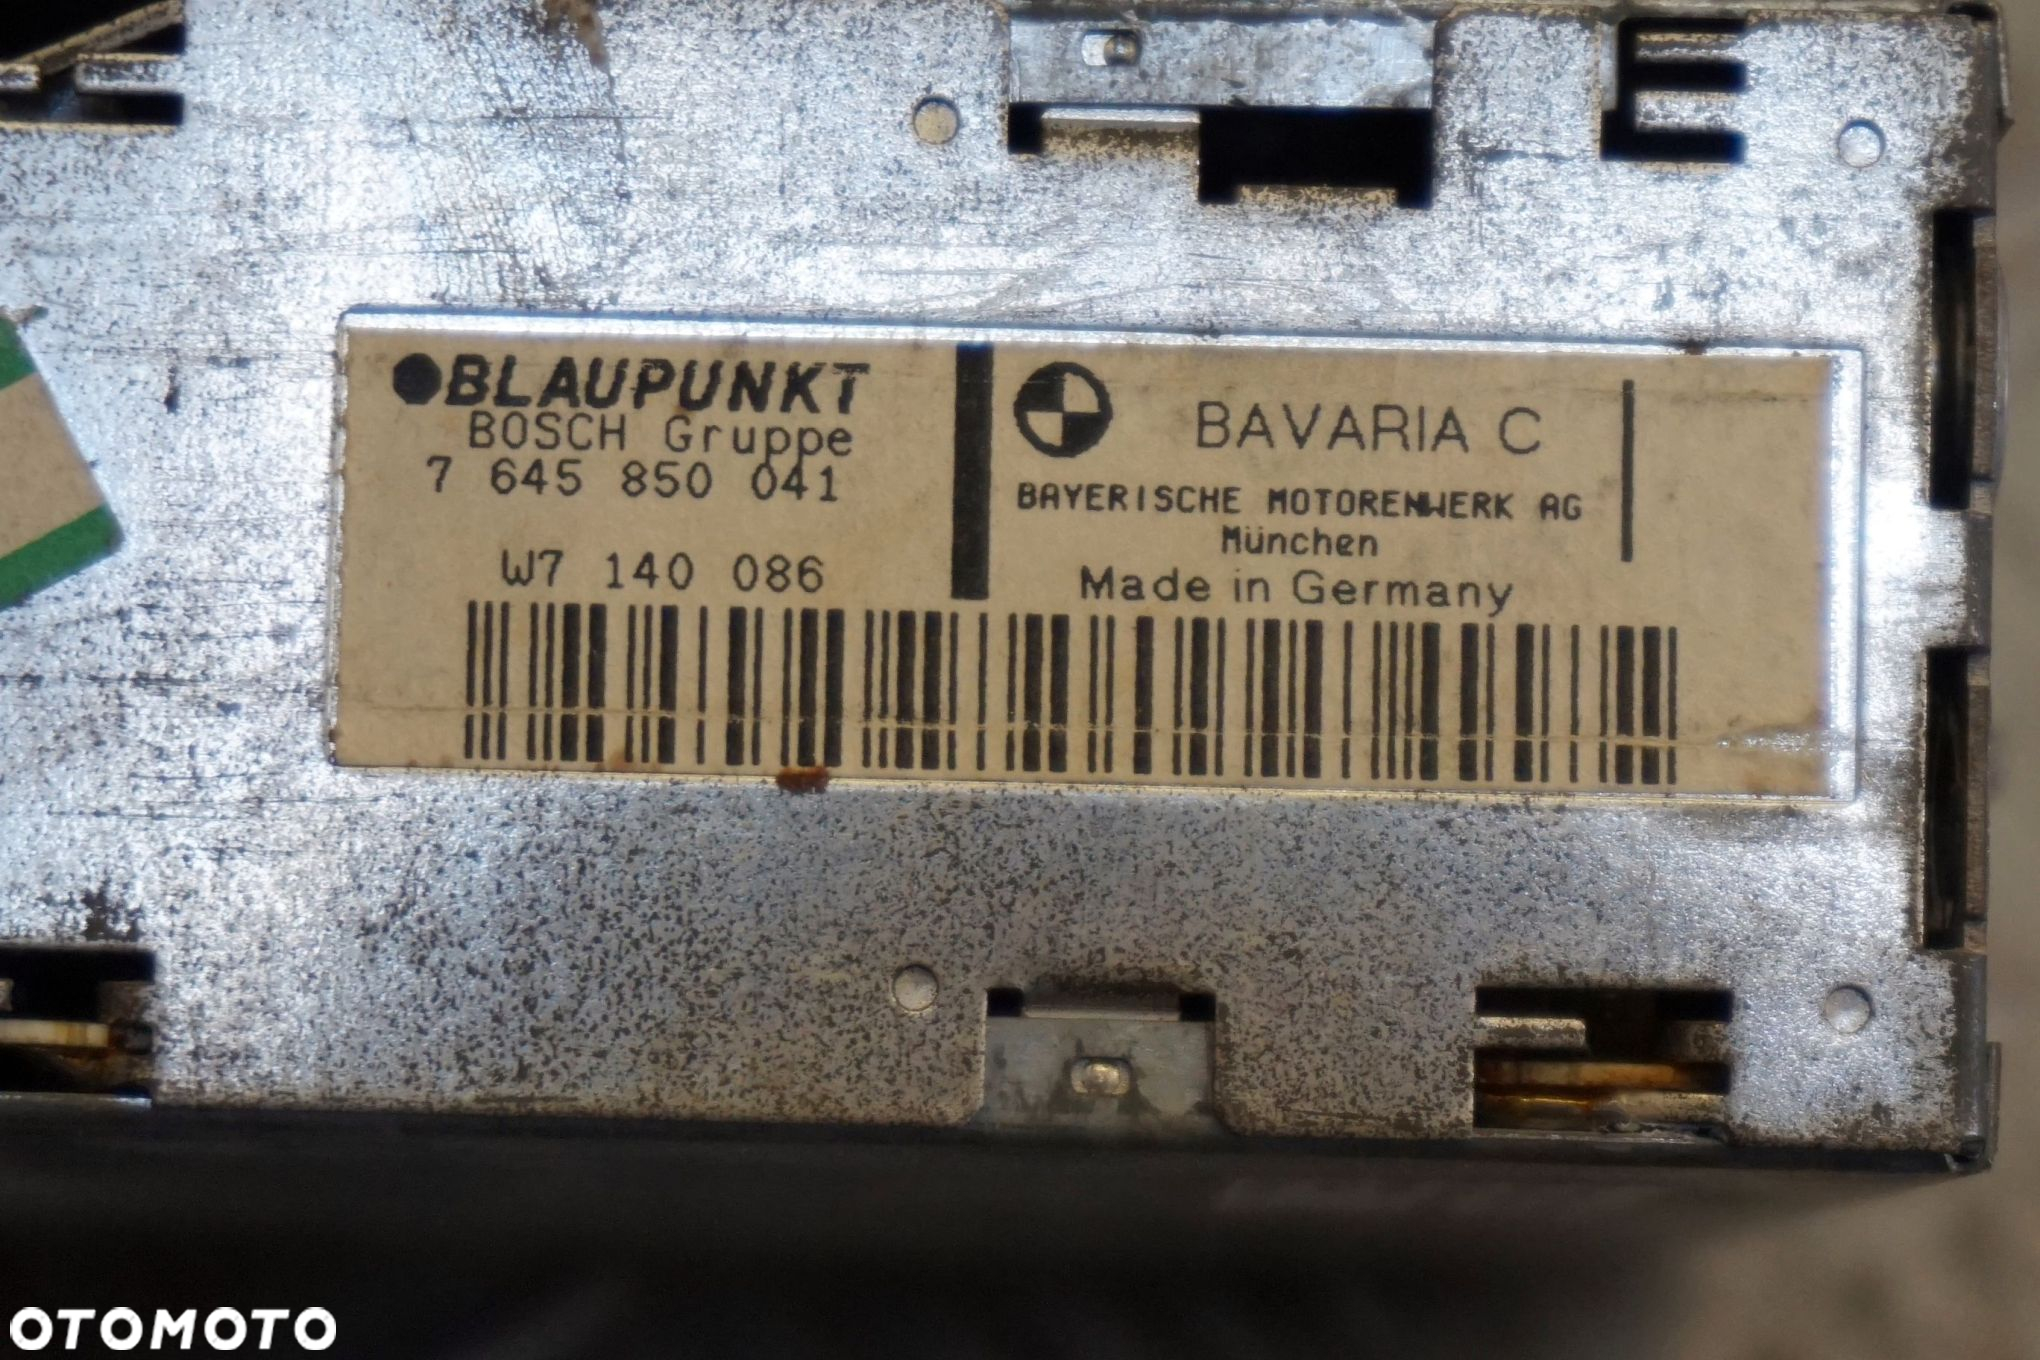 BLAUPUNKT
BOSCH Gruppe
7 645 850 041
W7 140 086
BAVARIA C
BAYERISCHE MOTORENWERK AG
München
Made in Germany
OTOMOTO